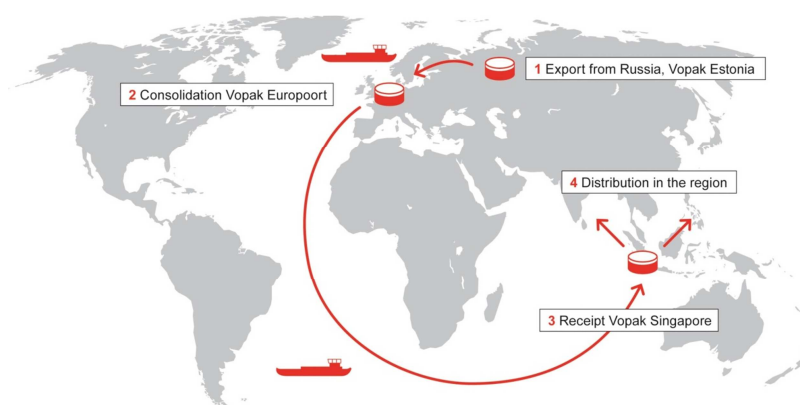 1 Export from Russia, Vopak Estonia
2 Consolidation Vopak Europoort
4 Distribution in the region
3 Receipt Vopak Singapore